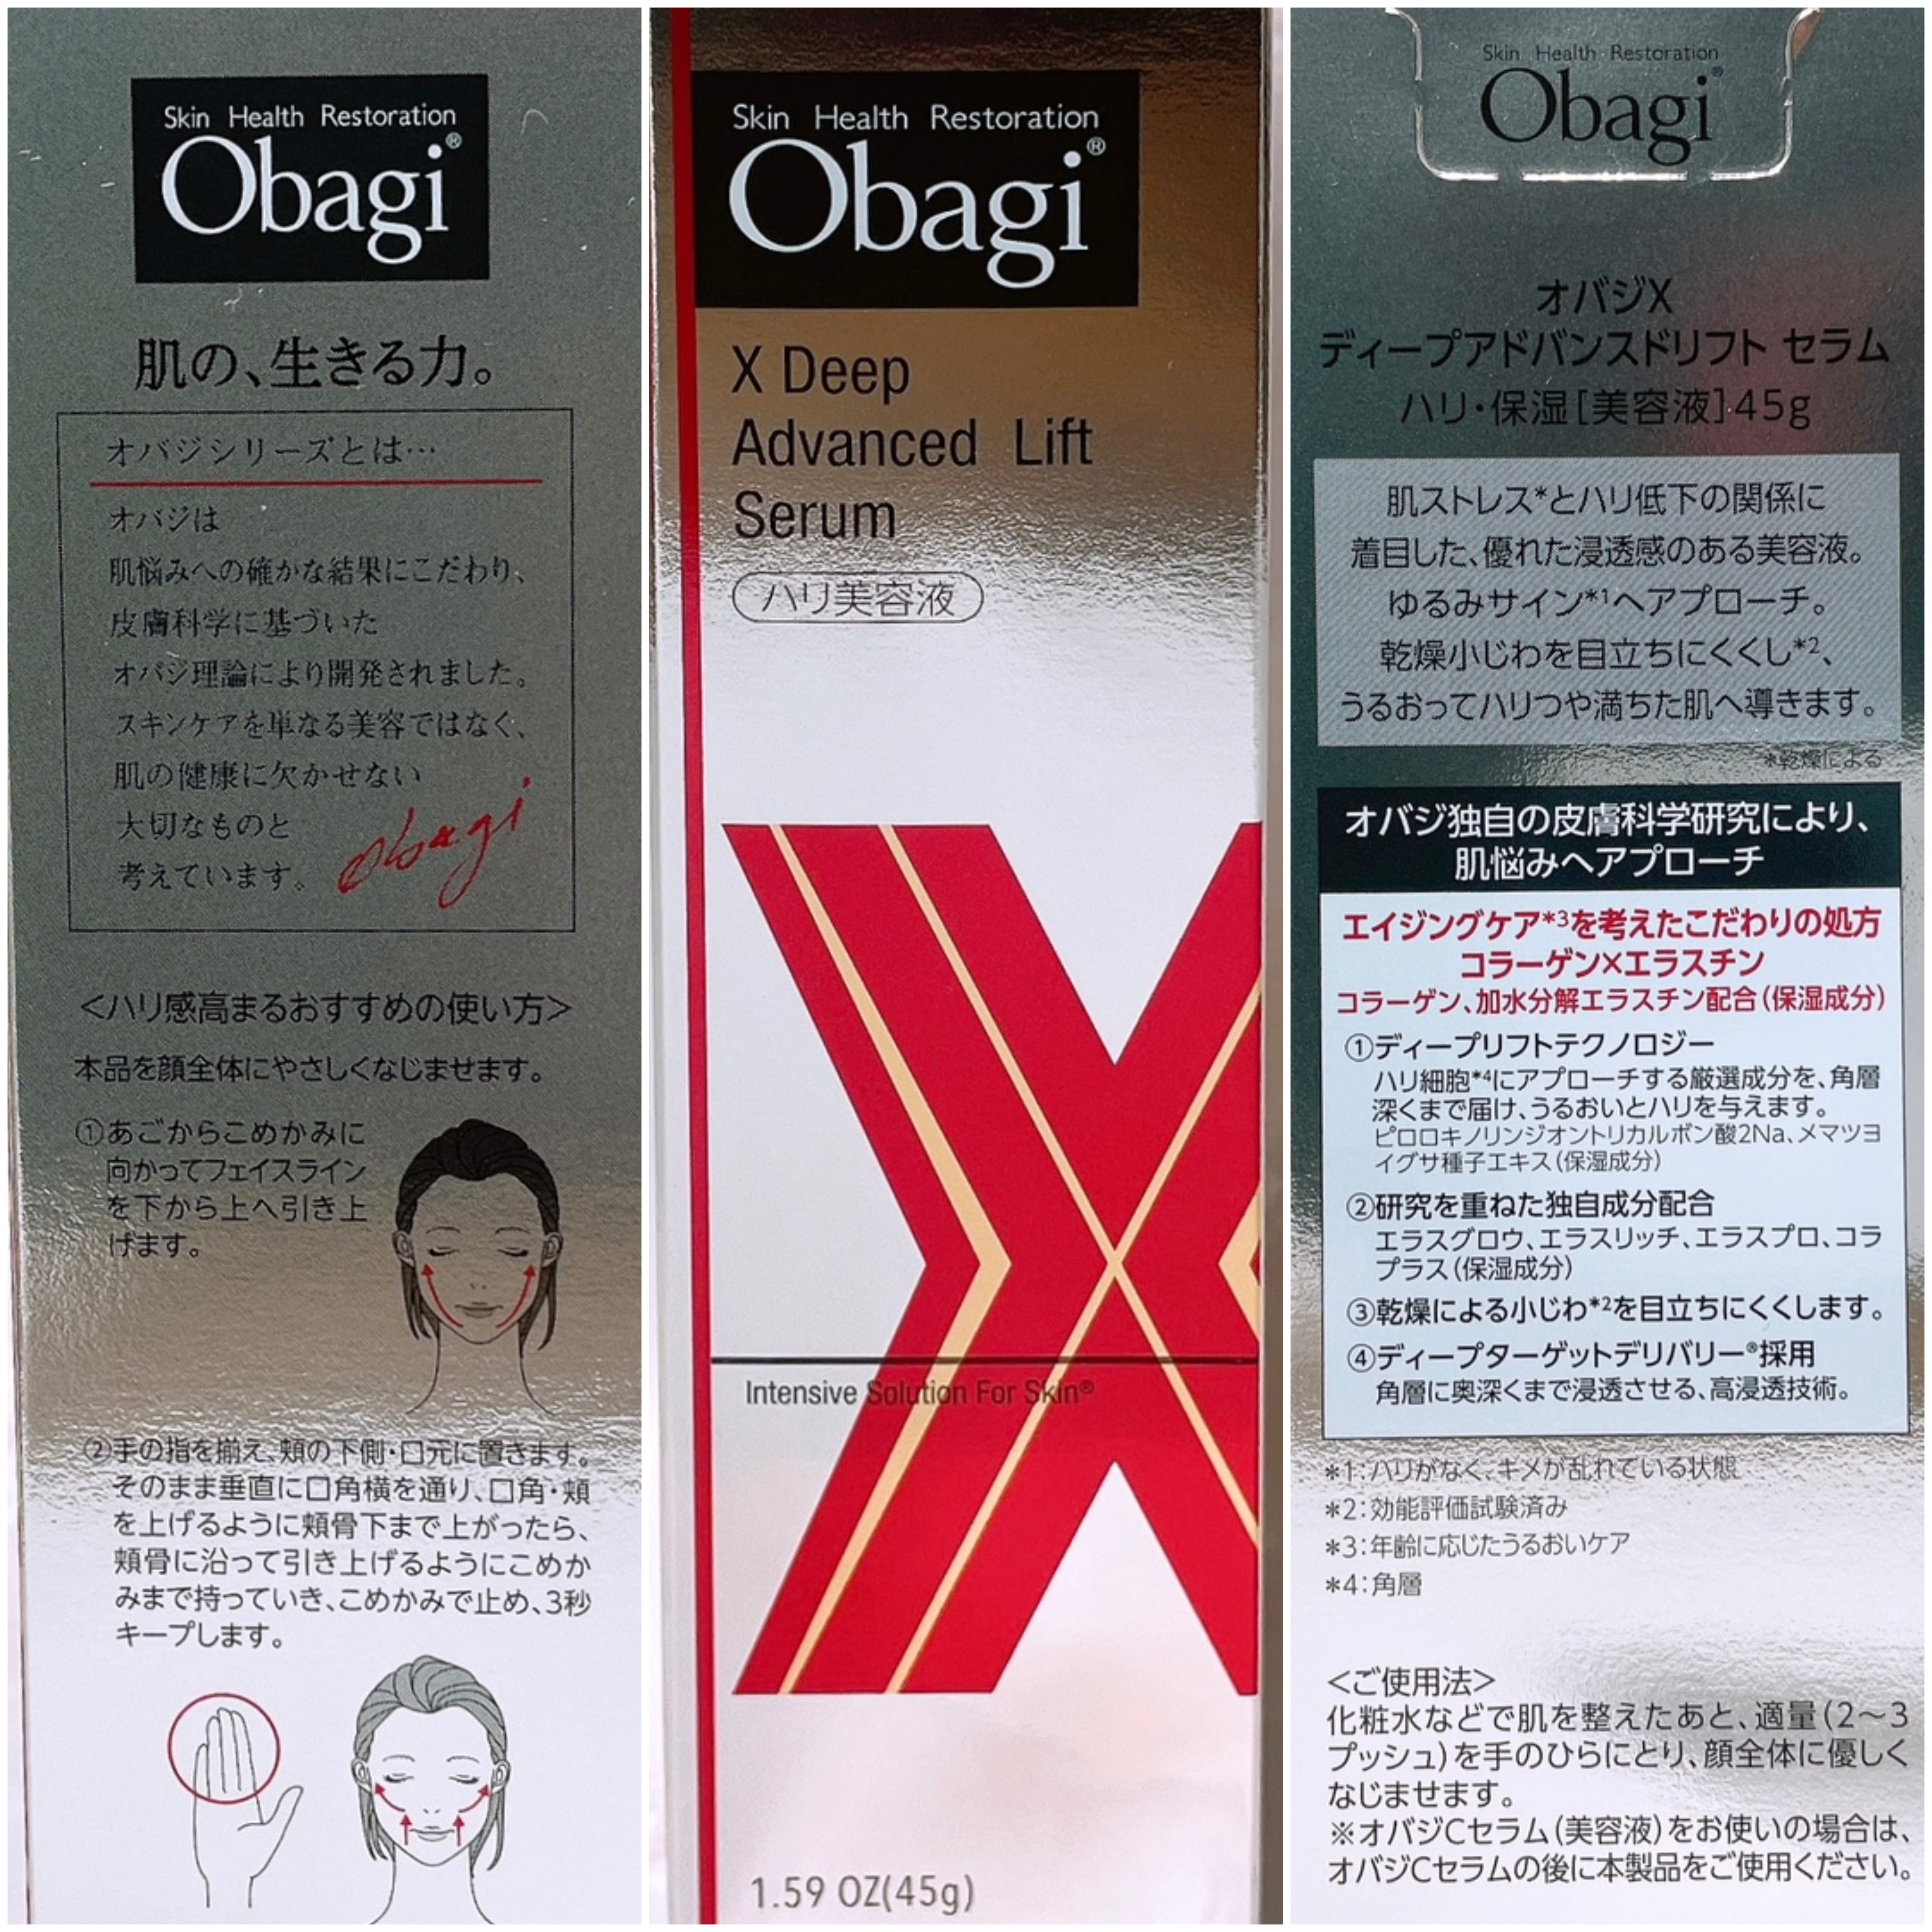 Skin Health Restoration
Obagi®
肌の、生きる力。
オバジシリーズとは…
オバジは
肌悩みへの確かな結果にこだわり、
皮膚科学に基づいた
オバジ理論により開発されました。
スキンケアを単なる美容ではなく、
肌の健康に欠かせない
大切なものと
考えています。
obagi
＜ハリ感高まるおすすめの使い方＞
本品を顔全体にやさしくなじませます。
①あごからこめかみに
向かってフェイスライン
を下から上へ引き上
げます。
②手の指を揃え、頬の下側・口元に置きます。
そのまま垂直に口角横を通り、口角・頬
を上げるように頬骨下まで上がったら、
頬骨に沿って引き上げるようにこめか
みまで持っていき、こめかみで止め、3秒
キープします。
Skin Health Restoration
Obagi®
X Deep
Advanced Lift
Serum
ハリ美容液
X
Intensive Solution For Skin®
1.59 OZ(45g)
Skin Health Restoration
Obagi®
オバジX
ディープアドバンスドリフト セラム
ハリ・保湿[美容液]45g
肌ストレス*とハリ低下の関係に
着目した、優れた浸透感のある美容液。
ゆるみサイン*1へアプローチ。
乾燥小じわを目立ちにくくし*2、
うるおってハリつや満ちた肌へ導きます。
*乾燥による
オバジ独自の皮膚科学研究により、
肌悩みへアプローチ
エイジングケア*3を考えたこだわりの処方
コラーゲン×エラスチン
コラーゲン、加水分解エラスチン配合(保湿成分)
①ディープリフトテクノロジー
ハリ細胞*4にアプローチする厳選成分を、角層
深くまで届け、うるおいとハリを与えます。
ピロロキノリンジオントリカルボン酸2Na、メマツヨ
イグサ種子エキス(保湿成分)
②研究を重ねた独自成分配合
エラスグロウ、エラスリッチ、エラスプロ、コラ
プラス(保湿成分)
③乾燥による小じわ*2を目立ちにくくします。
④ディープターゲットデリバリー®採用
角層に奥深くまで浸透させる、高浸透技術。
*1:ハリがなく、キメが乱れている状態
*2:効能評価試験済み
*3:年齢に応じたうるおいケア
*4:角層
＜ご使用法＞
化粧水などで肌を整えたあと、適量(2～3
プッシュ)を手のひらにとり、顔全体に優しく
なじませます。
※オバジCセラム(美容液)をお使いの場合は、
オバジCセラムの後に本製品をご使用ください。